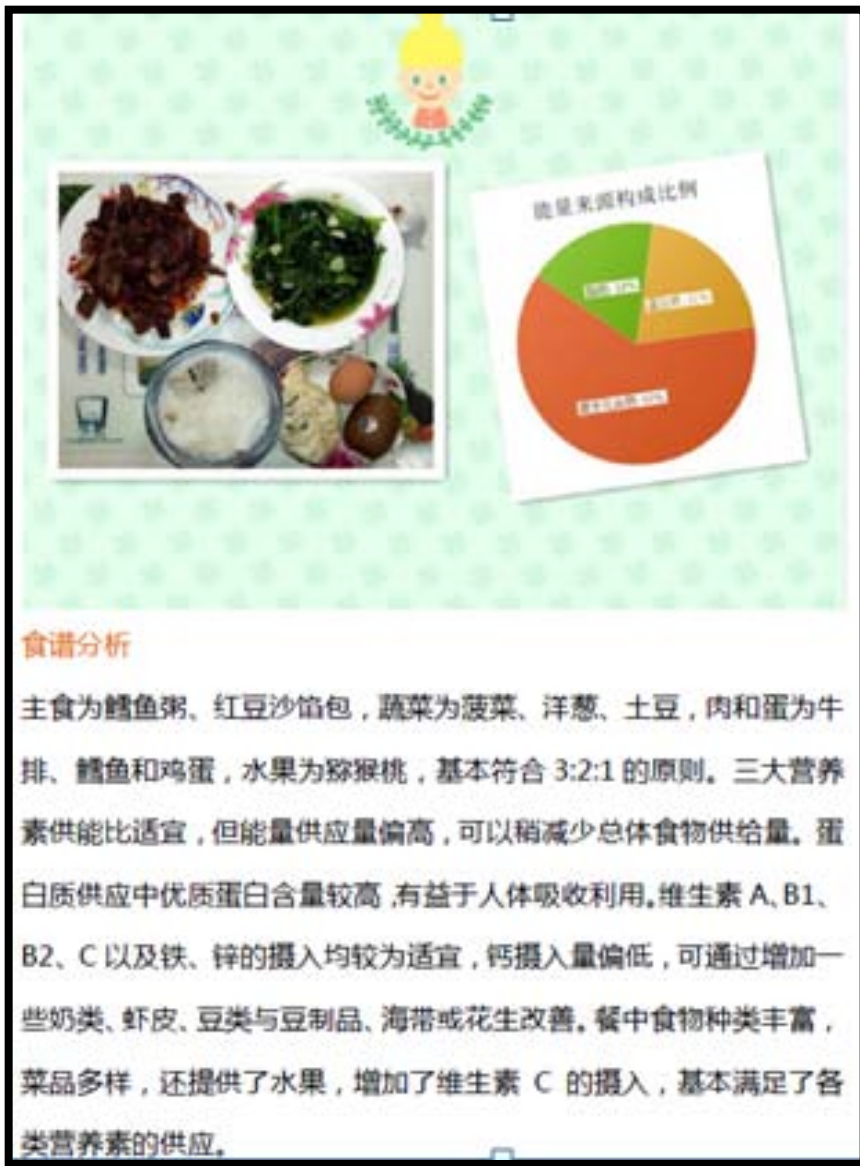 能量来源构成比例
食谱分析
主食为鳕鱼粥、红豆沙馅包，蔬菜为菠菜、洋葱、土豆，肉和蛋为牛
排、鳕鱼和鸡蛋，水果为猕猴桃，基本符合 3:2:1 的原则。三大营养
素供能比适宜，但能量供应量偏高，可以稍减少总体食物供给量。蛋
白质供应中优质蛋白含量较高,有益于人体吸收利用。维生素 A、B1、
B2、C 以及铁、锌的摄入均较为适宜，钙摄入量偏低，可通过增加一
些奶类、虾皮、豆类与豆制品、海带或花生改善。餐中食物种类丰富，
菜品多样，还提供了水果，增加了维生素 C 的摄入，基本满足了各
类营养素的供应。